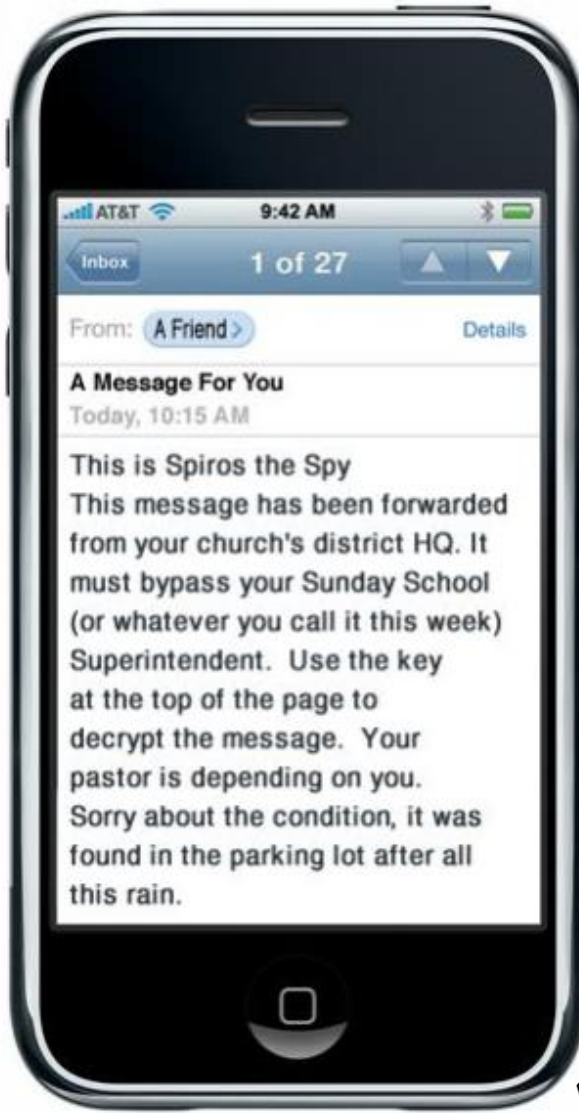 AT&T 9:42 AM
Inbox 1 of 27
From: A Friend > Details
A Message For You
Today, 10:15 AM
This is Spiros the Spy
This message has been forwarded
from your church's district HQ. It
must bypass your Sunday School
(or whatever you call it this week)
Superintendent.  Use the key
at the top of the page to
decrypt the message.  Your
pastor is depending on you.
Sorry about the condition, it was
found in the parking lot after all
this rain.